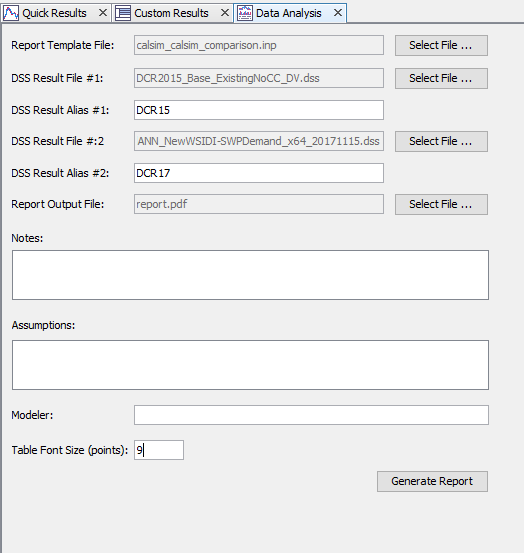 Quick Results Custom Results Data Analysis
Report Template File: calsim_calsim_comparison.inp Select File ...
DSS Result File #1: DCR2015_Base_ExistingNoCC_DV.dss Select File ...
DSS Result Alias #1: DCR15
DSS Result File #:2 ANN_NewWSIDI-SWPDemand_x64_20171115.dss Select File ...
DSS Result Alias #2: DCR17
Report Output File: report.pdf Select File ...
Notes:
Assumptions:
Modeler:
Table Font Size (points): 9
Generate Report